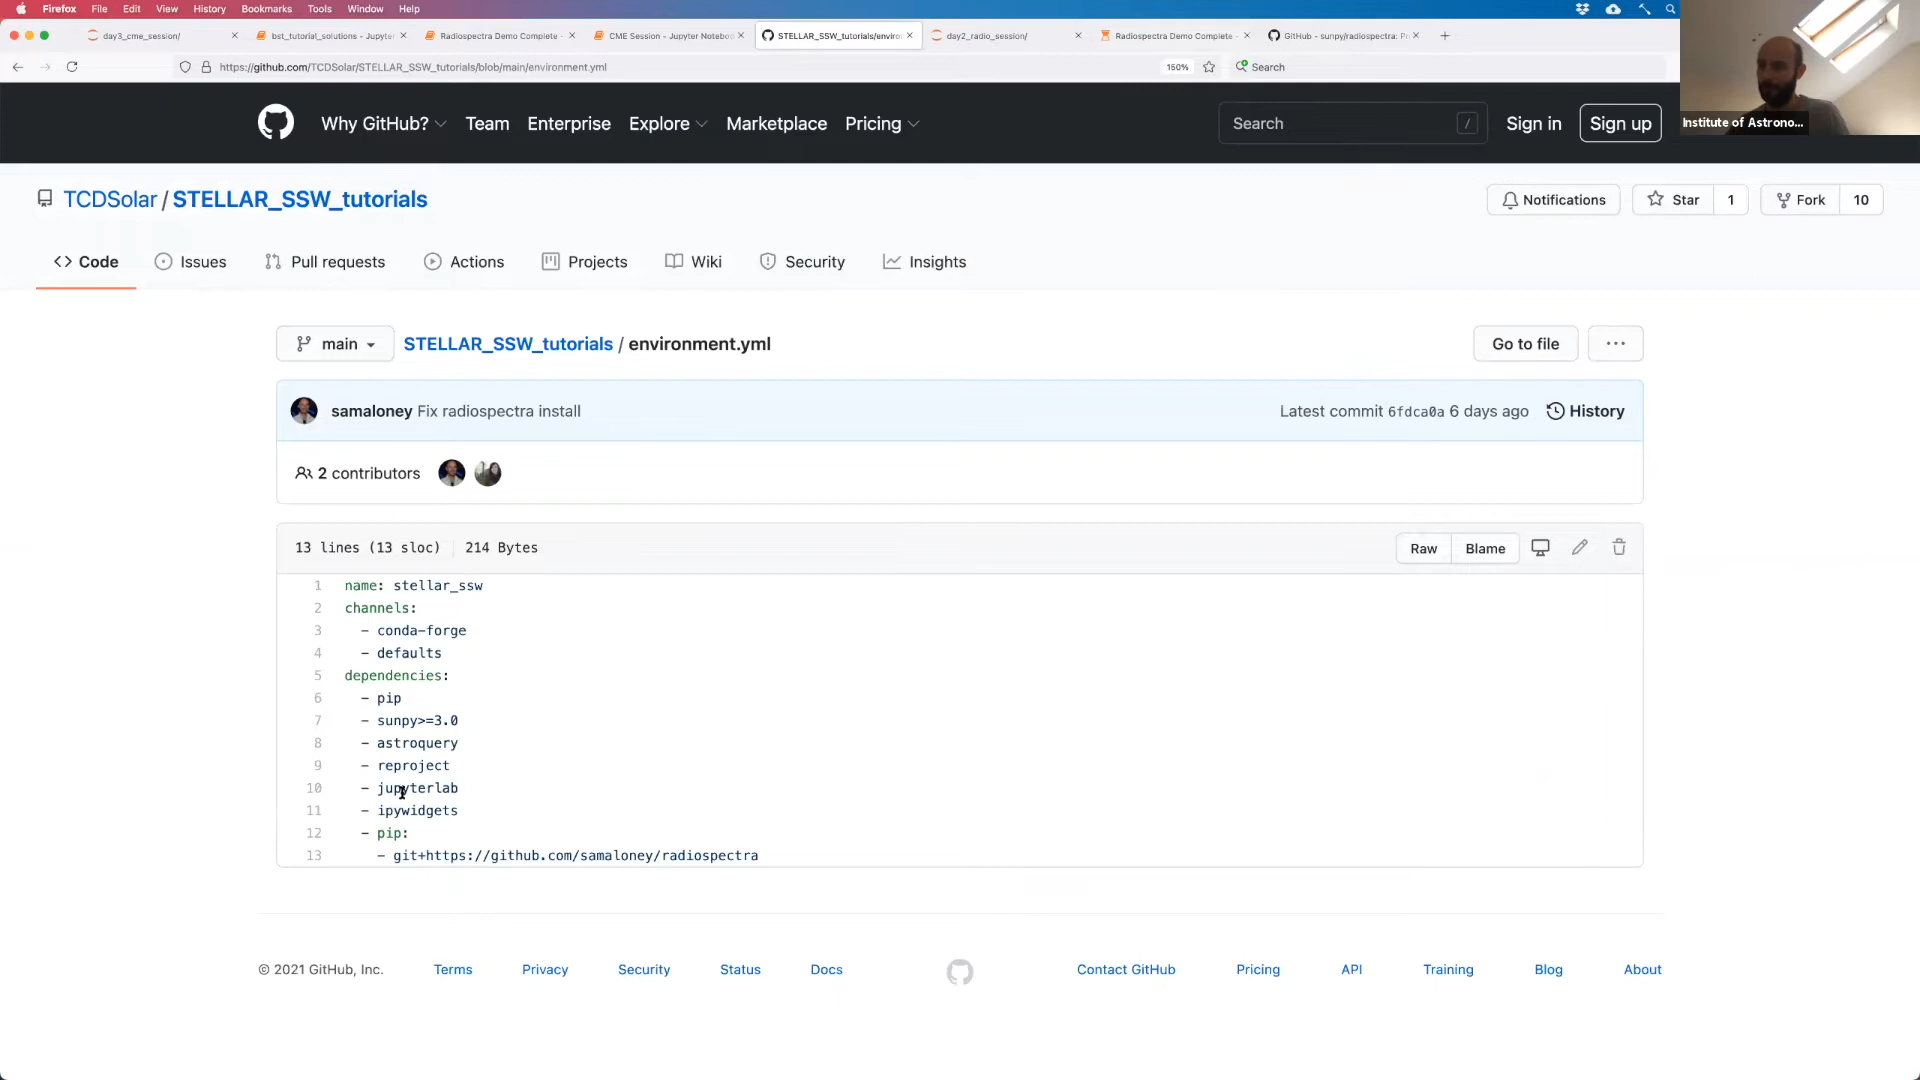 Firefox File Edit View History Bookmarks Tools Window Help
day3_cme_session/ bst_tutorial_solutions - Jupyter Radiospectra Demo Complete - CME Session - Jupyter Notebook STELLAR_SSW_tutorials/enviro day2_radio_session/ Radiospectra Demo Complete - GitHub - sunpy/radiospectra:
https://github.com/TCDSolar/STELLAR_SSW_tutorials/blob/main/environment.yml 150% Search
Why GitHub? Team Enterprise Explore Marketplace Pricing Search / Sign in Sign up
Institute of Astrono...
TCDSolar / STELLAR_SSW_tutorials Notifications Star 1 Fork 10
<> Code Issues Pull requests Actions Projects Wiki Security Insights
main STELLAR_SSW_tutorials / environment.yml Go to file ...
samaloney Fix radiospectra install Latest commit 6fdca0a 6 days ago History
2 contributors
13 lines (13 sloc) 214 Bytes Raw Blame
1 name: stellar_ssw
2 channels:
3 - conda-forge
4 - defaults
5 dependencies:
6 - pip
7 - sunpy>=3.0
8 - astroquery
9 - reproject
10 - jupyterlab
11 - ipywidgets
12 - pip:
13 - git+https://github.com/samaloney/radiospectra
© 2021 GitHub, Inc. Terms Privacy Security Status Docs Contact GitHub Pricing API Training Blog About